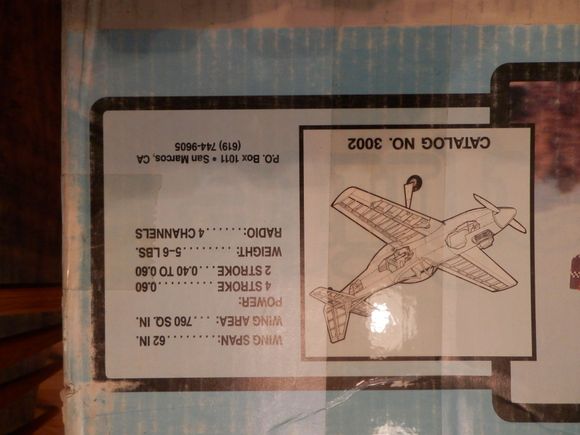 WING SPAN:.........62 IN.
WING AREA:....760 SQ. IN.
POWER:
4 STROKE ..........0.60
2 STROKE ...0.40 TO 0.60
WEIGHT:..........5-6 LBS.
RADIO:.......4 CHANNELS
P.O. Box 1011 • San Marcos, CA
(619) 744-9605
CATALOG NO. 3002